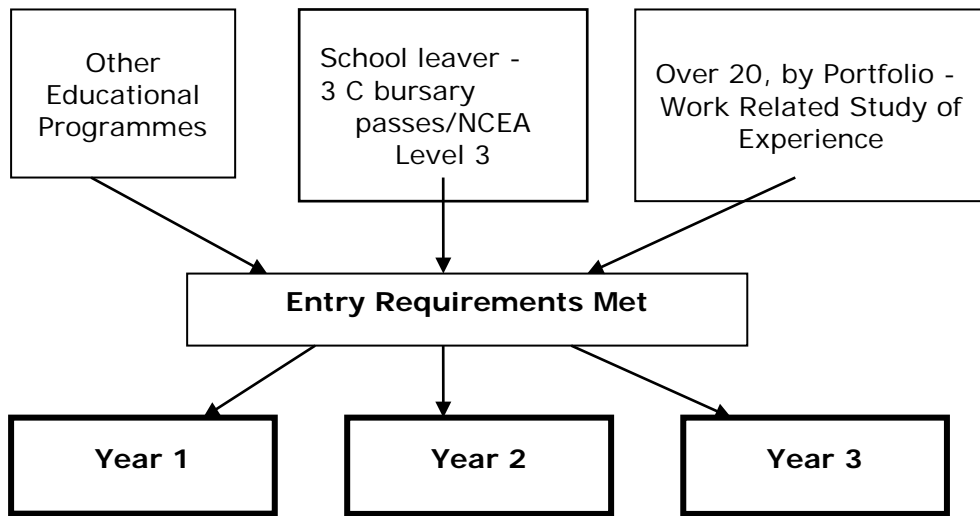 Other
Educational
Programmes
School leaver -
3 C bursary
passes/NCEA
Level 3
Over 20, by Portfolio -
Work Related Study of
Experience
Entry Requirements Met
Year 1
Year 2
Year 3